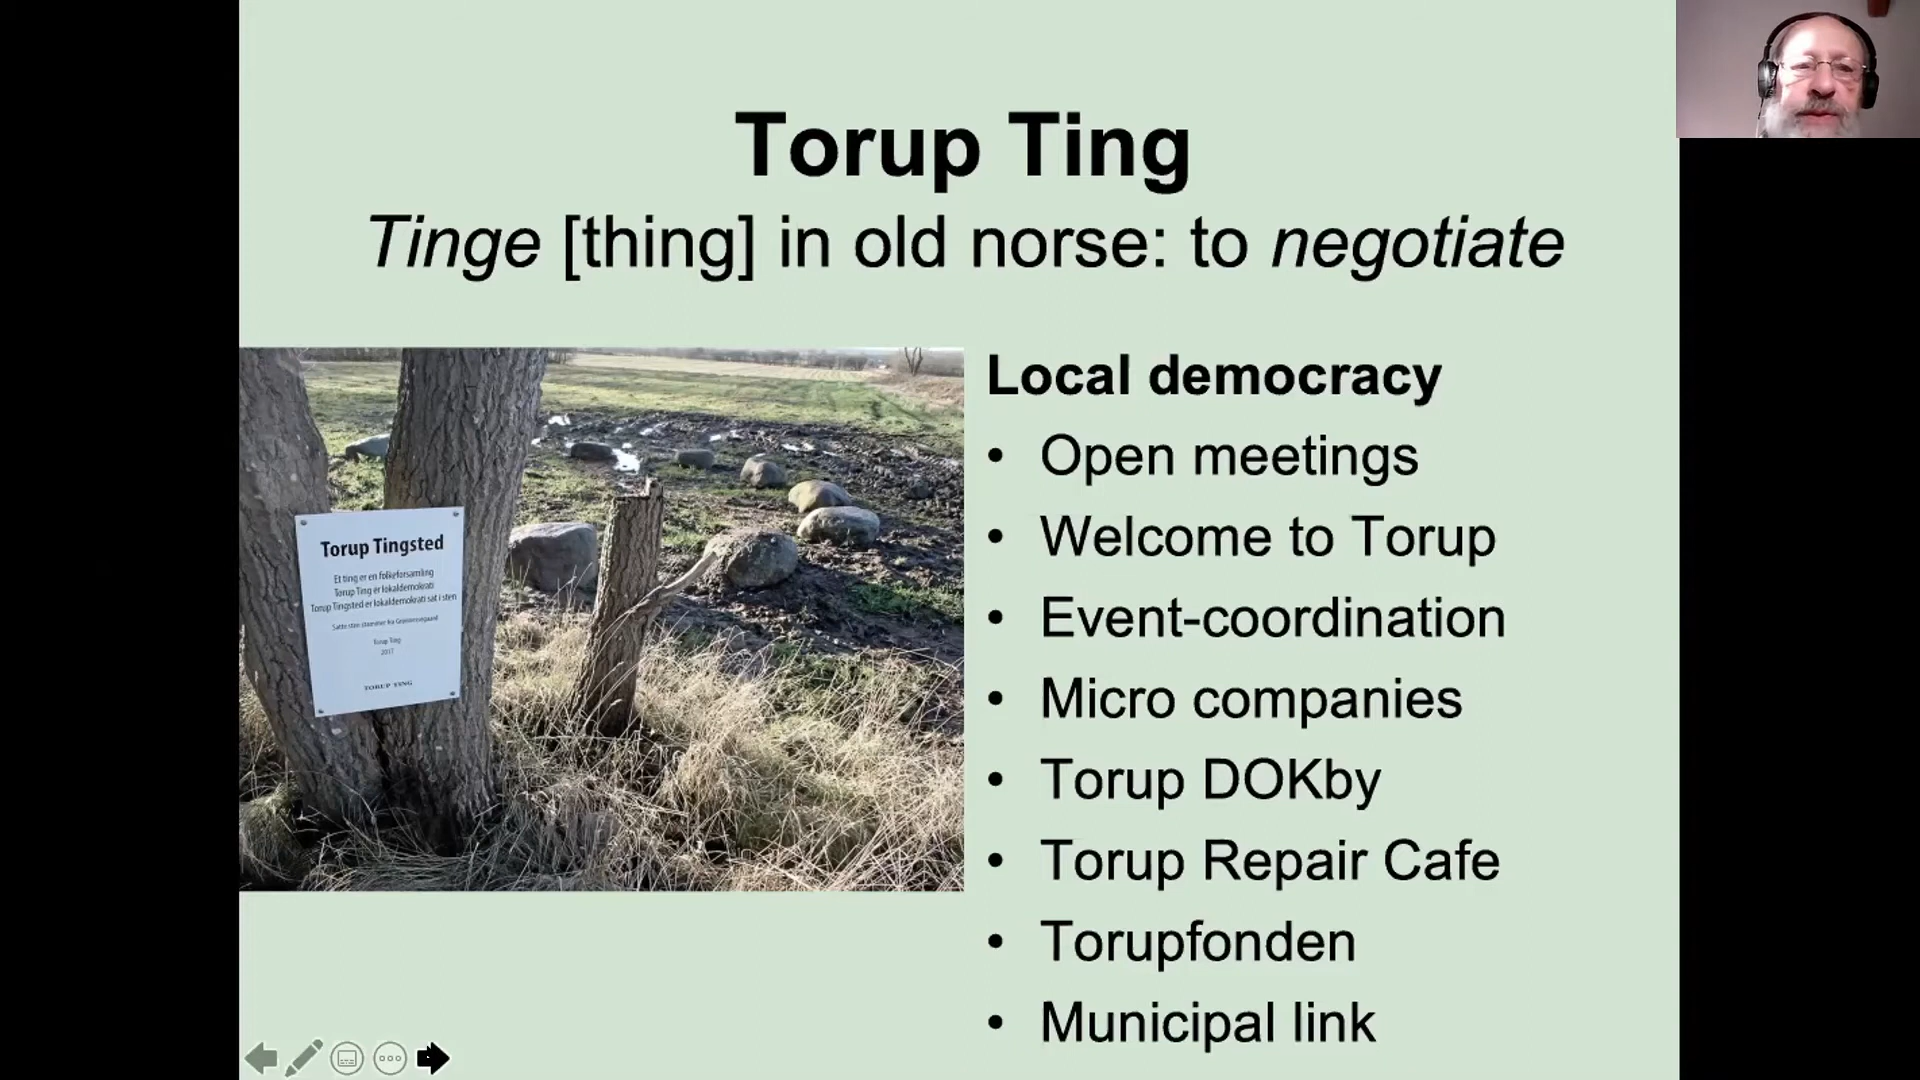 Torup Ting
Tinge [thing] in old norse: to negotiate
Torup Tingsted
Et ting er en folkeforsamling
Torup Ting er lokaldemokrati
Torup Tingsted er lokaldemokrati sat i sten
Torup Ting
2017
TORUP TING
Local democracy
• Open meetings
• Welcome to Torup
• Event-coordination
• Micro companies
• Torup DOKby
• Torup Repair Cafe
• Torupfonden
• Municipal link